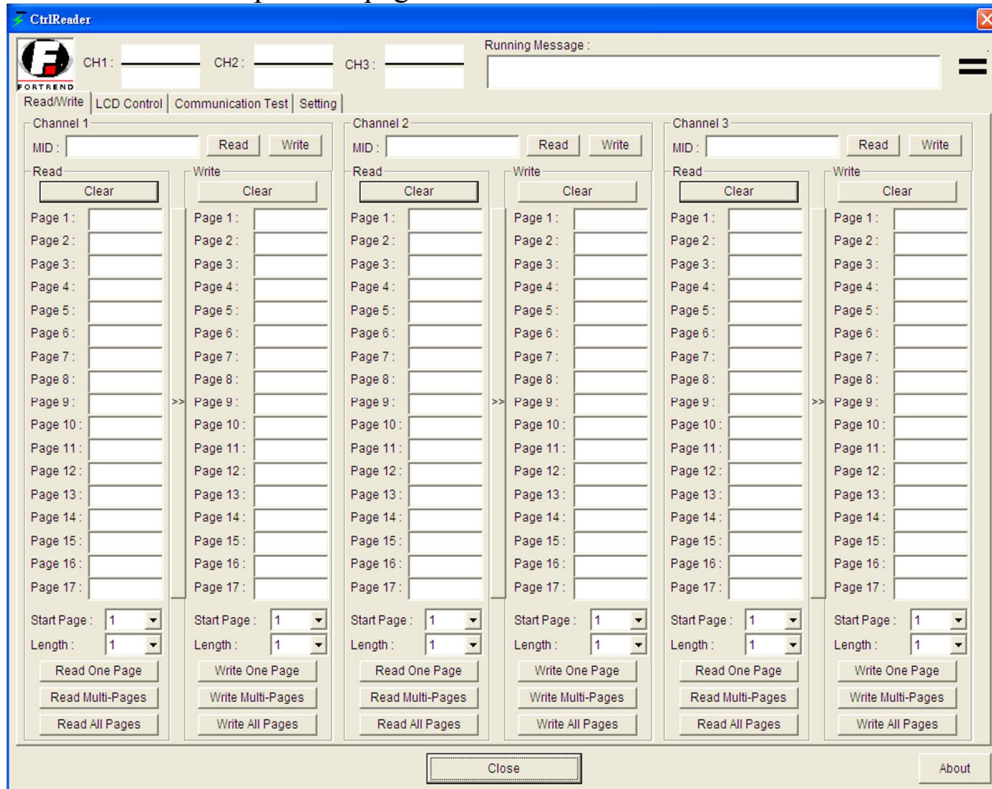 CtrlReader
Running Message :
CH1 : CH2 : CH3 :
FORTREND
Read/Write LCD Control Communication Test Setting
Channel 1 Channel 2 Channel 3
MID : Read Write MID : Read Write MID : Read Write
Read Write Read Write Read Write
Clear Clear Clear Clear Clear Clear
Page 1 : Page 1 : Page 1 : Page 1 : Page 1 : Page 1 :
Page 2 : Page 2 : Page 2 : Page 2 : Page 2 : Page 2 :
Page 3 : Page 3 : Page 3 : Page 3 : Page 3 : Page 3 :
Page 4 : Page 4 : Page 4 : Page 4 : Page 4 : Page 4 :
Page 5 : Page 5 : Page 5 : Page 5 : Page 5 : Page 5 :
Page 6 : Page 6 : Page 6 : Page 6 : Page 6 : Page 6 :
Page 7 : Page 7 : Page 7 : Page 7 : Page 7 : Page 7 :
Page 8 : Page 8 : Page 8 : Page 8 : Page 8 : Page 8 :
Page 9 : >> Page 9 : Page 9 : >> Page 9 : Page 9 : >> Page 9 :
Page 10 : Page 10 : Page 10 : Page 10 : Page 10 : Page 10 :
Page 11 : Page 11 : Page 11 : Page 11 : Page 11 : Page 11 :
Page 12 : Page 12 : Page 12 : Page 12 : Page 12 : Page 12 :
Page 13 : Page 13 : Page 13 : Page 13 : Page 13 : Page 13 :
Page 14 : Page 14 : Page 14 : Page 14 : Page 14 : Page 14 :
Page 15 : Page 15 : Page 15 : Page 15 : Page 15 : Page 15 :
Page 16 : Page 16 : Page 16 : Page 16 : Page 16 : Page 16 :
Page 17 : Page 17 : Page 17 : Page 17 : Page 17 : Page 17 :
Start Page : 1 Start Page : 1 Start Page : 1 Start Page : 1 Start Page : 1 Start Page : 1
Length : 1 Length : 1 Length : 1 Length : 1 Length : 1 Length : 1
Read One Page Write One Page Read One Page Write One Page Read One Page Write One Page
Read Multi-Pages Write Multi-Pages Read Multi-Pages Write Multi-Pages Read Multi-Pages Write Multi-Pages
Read All Pages Write All Pages Read All Pages Write All Pages Read All Pages Write All Pages
Close About